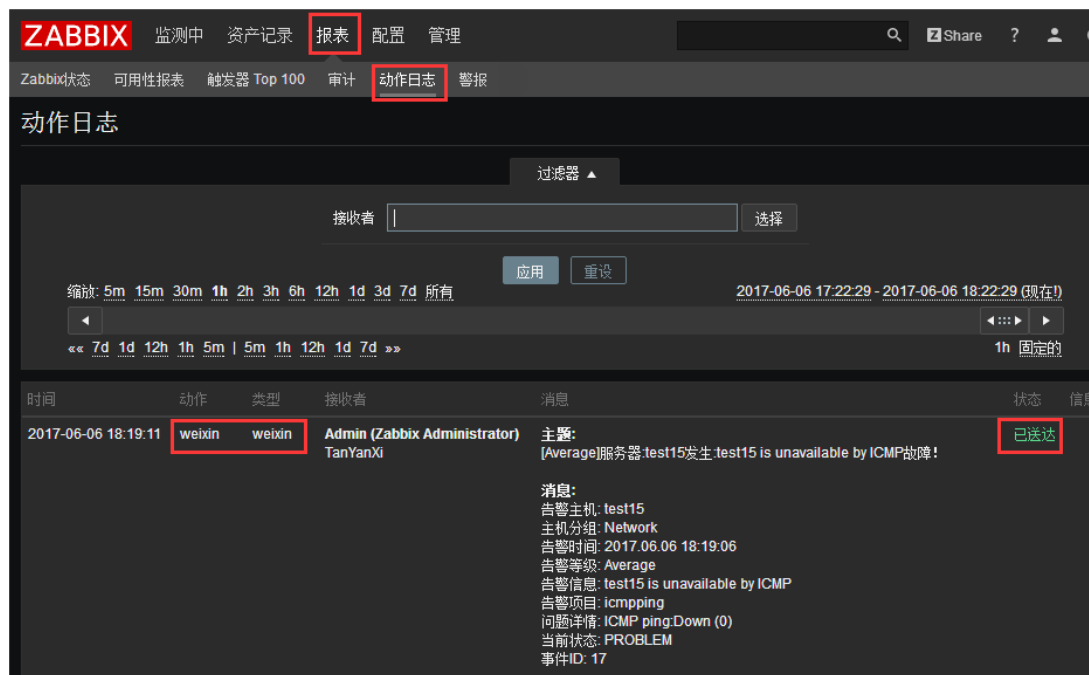 ZABBIX 监测中 资产记录 报表 配置 管理 Z Share ?
Zabbix状态 可用性报表 触发器 Top 100 审计 动作日志 警报
动作日志
过滤器 ▲
接收者 选择
应用 重设
缩放: 5m 15m 30m 1h 2h 3h 6h 12h 1d 3d 7d 所有 2017-06-06 17:22:29 - 2017-06-06 18:22:29 (现在!)
«« 7d 1d 12h 1h 5m | 5m 1h 12h 1d 7d »» 1h 固定的
时间 动作 类型 接收者 消息 状态 信息
2017-06-06 18:19:11 weixin weixin Admin (Zabbix Administrator) 主题: 已送达
TanYanXi [Average]服务器:test15发生:test15 is unavailable by ICMP故障!
消息:
告警主机: test15
主机分组: Network
告警时间: 2017.06.06 18:19:06
告警等级: Average
告警信息: test15 is unavailable by ICMP
告警项目: icmpping
问题详情: ICMP ping:Down (0)
当前状态: PROBLEM
事件ID: 17